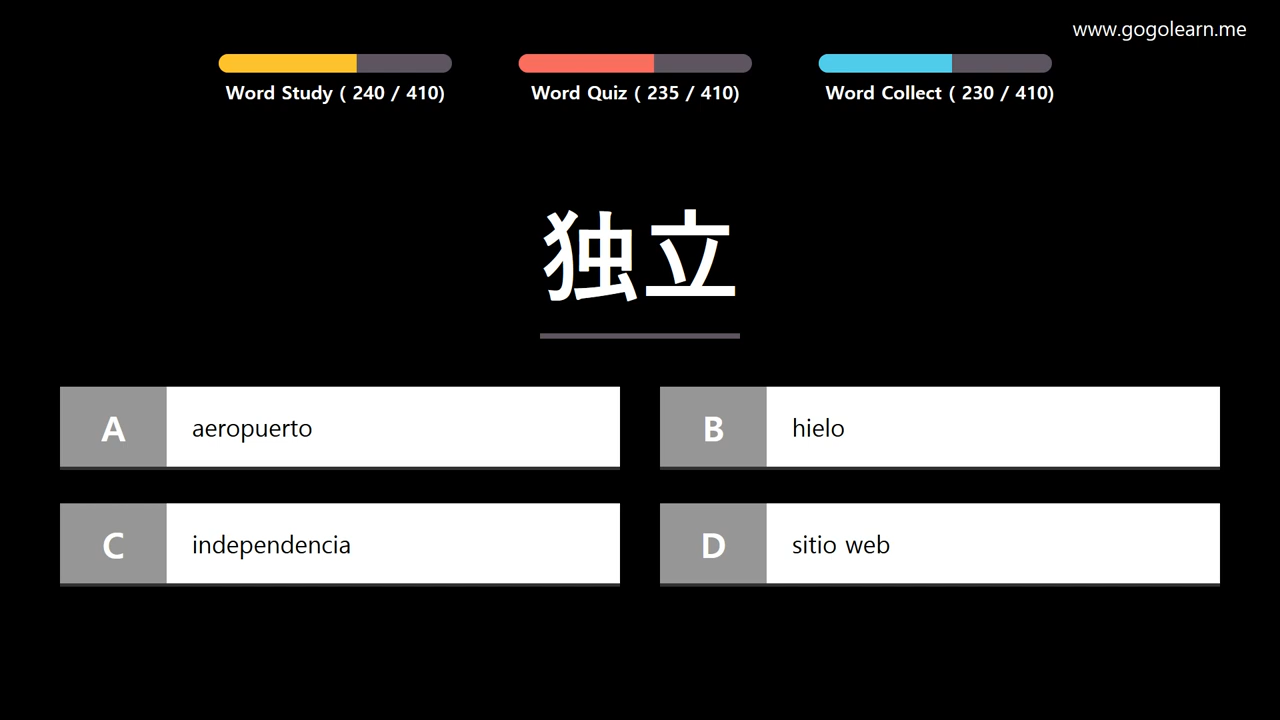 www.gogolearn.me
Word Study ( 240 / 410)
Word Quiz ( 235 / 410)
Word Collect ( 230 / 410)
独立
A aeropuerto
B hielo
C independencia
D sitio web